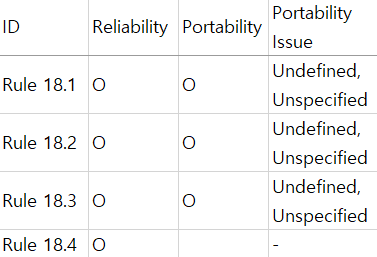 ID Reliability Portability Portability Issue
Rule 18.1 O O Undefined, Unspecified
Rule 18.2 O O Undefined, Unspecified
Rule 18.3 O O Undefined, Unspecified
Rule 18.4 O -